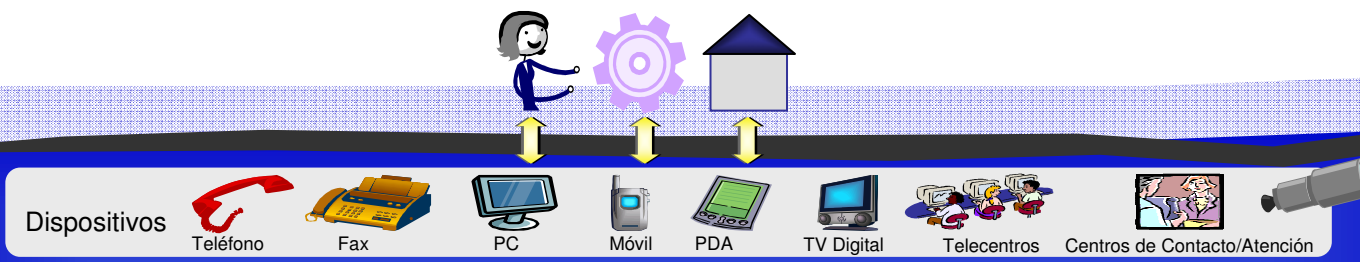 Dispositivos
Teléfono
Fax
PC
Móvil
PDA
TV Digital
Telecentros
Centros de Contacto/Atención